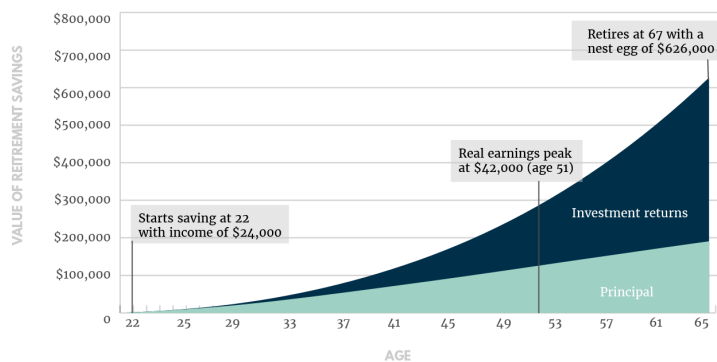 VALUE OF REITREMENT SAVINGS
$800,000
$700,000
$600,000
$500,000
$400,000
$300,000
$200,000
$100,000
0
Retires at 67 with a
nest egg of $626,000
Real earnings peak
at $42,000 (age 51)
Starts saving at 22
with income of $24,000
Investment returns
Principal
22 25 29 33 37 41 45 49 53 57 61 65
AGE